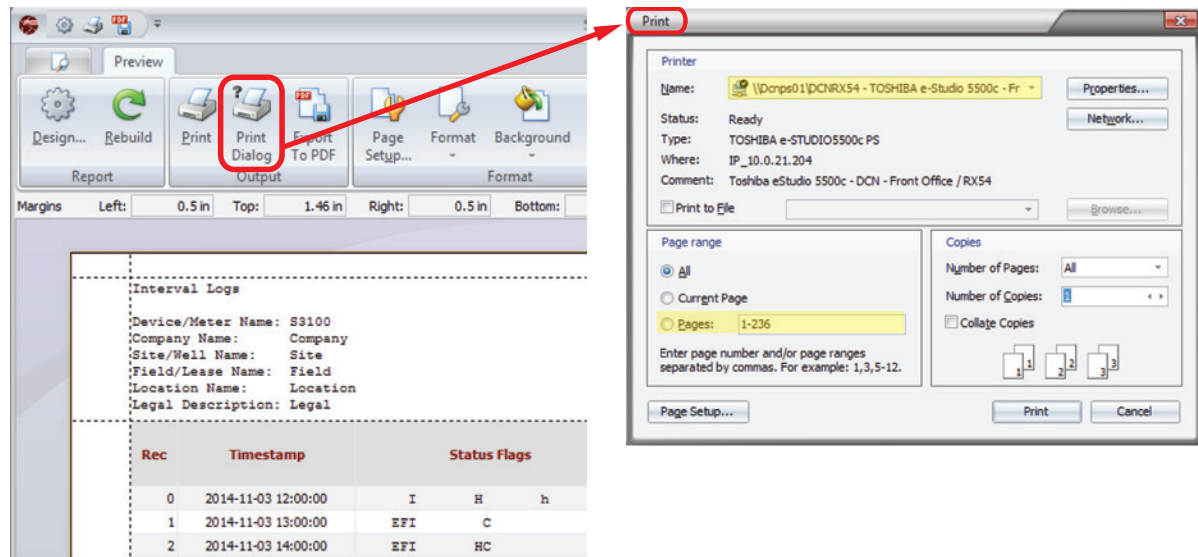 PDF
Preview
Design...
Rebuild
Print
?
Print
Dialog
PDF
Export
To PDF
Page
Setup...
Format
Background
Report
Output
Format
Margins Left: 0.5 in Top: 1.46 in Right: 0.5 in Bottom:
Interval Logs
Device/Meter Name: S3100
Company Name: Company
Site/Well Name: Site
Field/Lease Name: Field
Location Name: Location
Legal Description: Legal
Rec Timestamp Status Flags
0 2014-11-03 12:00:00 I H h
1 2014-11-03 13:00:00 EFI C
2 2014-11-03 14:00:00 EFI HC
Print
Printer
Name: \\Dcnps01\DCNRX54 - TOSHIBA e-Studio 5500c - Fr
Properties...
Status: Ready
Network...
Type: TOSHIBA e-STUDIO5500c PS
Where: IP_10.0.21.204
Comment: Toshiba eStudio 5500c - DCN - Front Office / RX54
Print to File
Browse...
Page range
All
Current Page
Pages: 1-236
Enter page number and/or page ranges
separated by commas. For example: 1,3,5-12.
Copies
Number of Pages: All
Number of Copies: 1
Collate Copies
1 1 2 2 3 3
Page Setup...
Print
Cancel